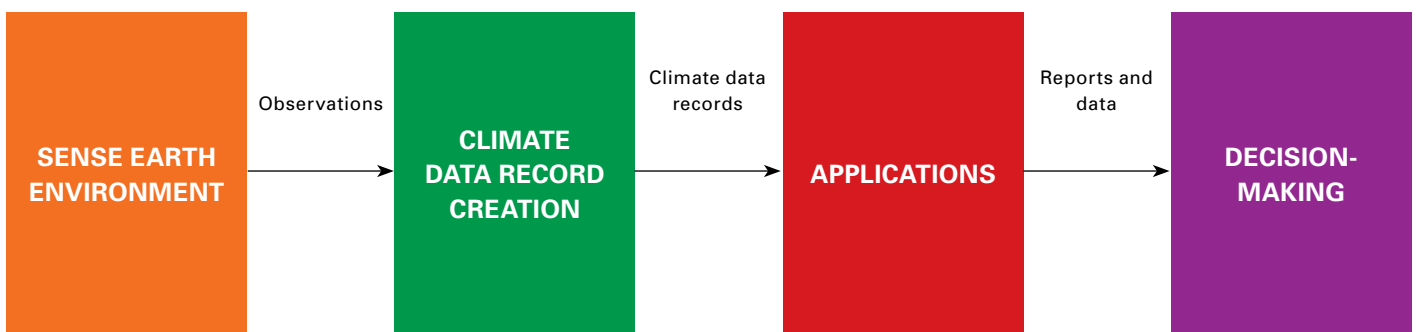 SENSE EARTH
ENVIRONMENT
Observations
CLIMATE
DATA RECORD
CREATION
Climate data
records
APPLICATIONS
Reports and
data
DECISION-
MAKING